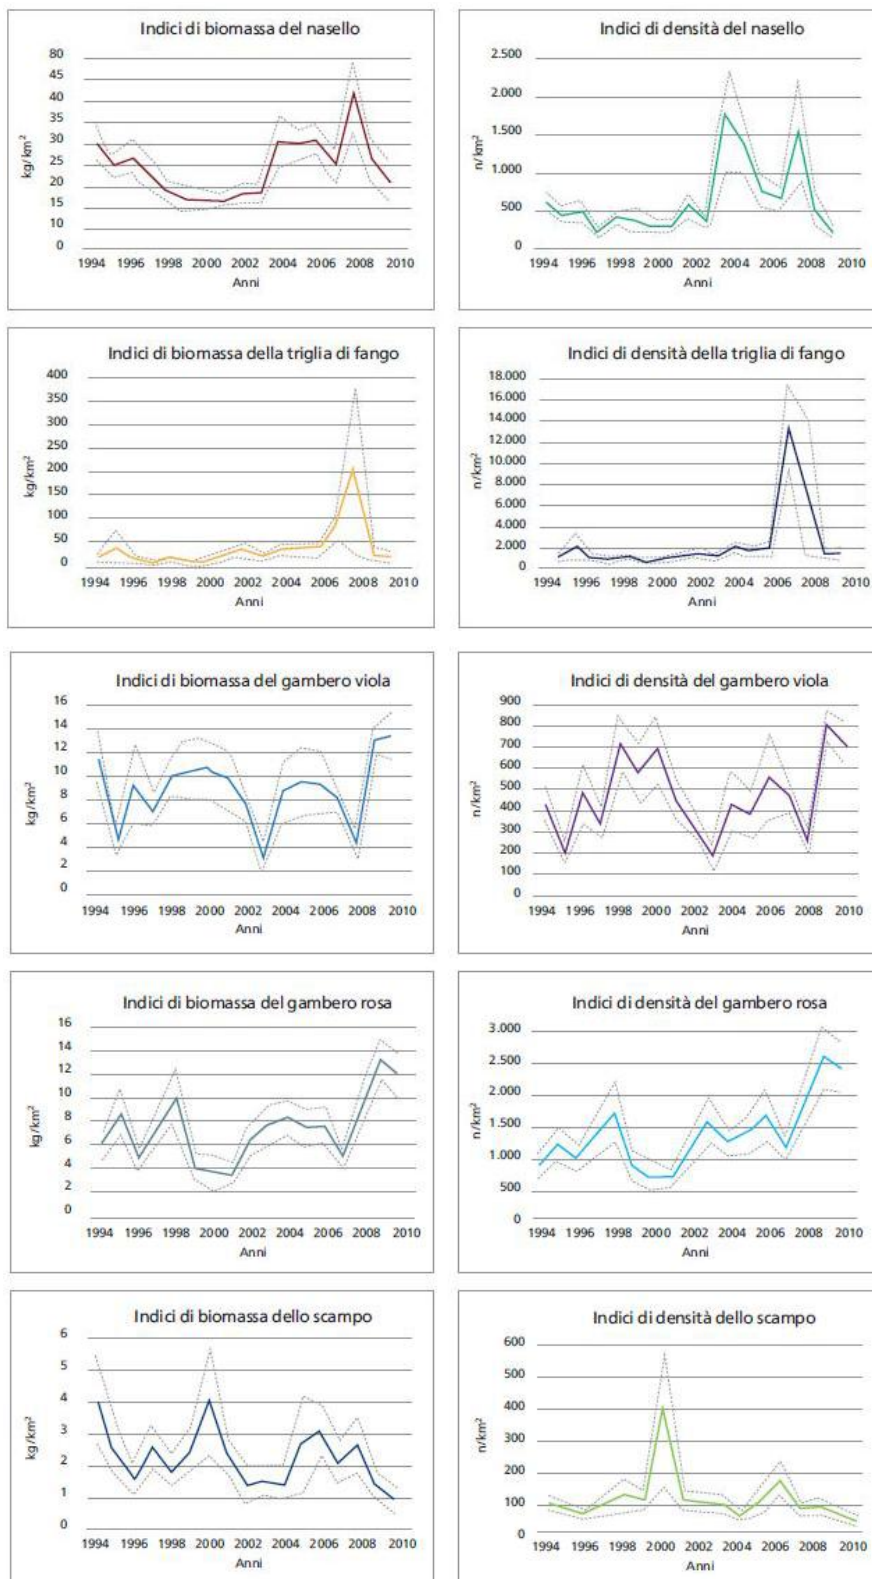 Indici di biomassa del nasello
80
45
40
35
30
25
20
15
10
0
kg/km²
1994 1996 1998 2000 2002 2004 2006 2008 2010
Anni
Indici di densità del nasello
2.500
2.000
1.500
1.000
500
0
n/km²
1994 1996 1998 2000 2002 2004 2006 2008 2010
Anni
Indici di biomassa della triglia di fango
400
350
300
250
200
150
100
50
0
kg/km²
1994 1996 1998 2000 2002 2004 2006 2008 2010
Anni
Indici di densità della triglia di fango
18.000
16.000
14.000
12.000
10.000
8.000
6.000
4.000
2.000
0
n/km²
1994 1996 1998 2000 2002 2004 2006 2008 2010
Anni
Indici di biomassa del gambero viola
16
14
12
10
8
6
4
2
0
kg/km²
1994 1996 1998 2000 2002 2004 2006 2008 2010
Anni
Indici di densità del gambero viola
900
800
700
600
500
400
300
200
100
0
n/km²
1994 1996 1998 2000 2002 2004 2006 2008 2010
Anni
Indici di biomassa del gambero rosa
16
14
12
10
8
6
4
2
0
kg/km²
1994 1996 1998 2000 2002 2004 2006 2008 2010
Anni
Indici di densità del gambero rosa
3.000
2.500
2.000
1.500
1.000
500
0
n/km²
1994 1996 1998 2000 2002 2004 2006 2008 2010
Anni
Indici di biomassa dello scampo
6
5
4
3
2
1
0
kg/km²
1994 1996 1998 2000 2002 2004 2006 2008 2010
Anni
Indici di densità dello scampo
600
500
400
300
200
100
0
n/km²
1994 1996 1998 2000 2002 2004 2006 2008 2010
Anni